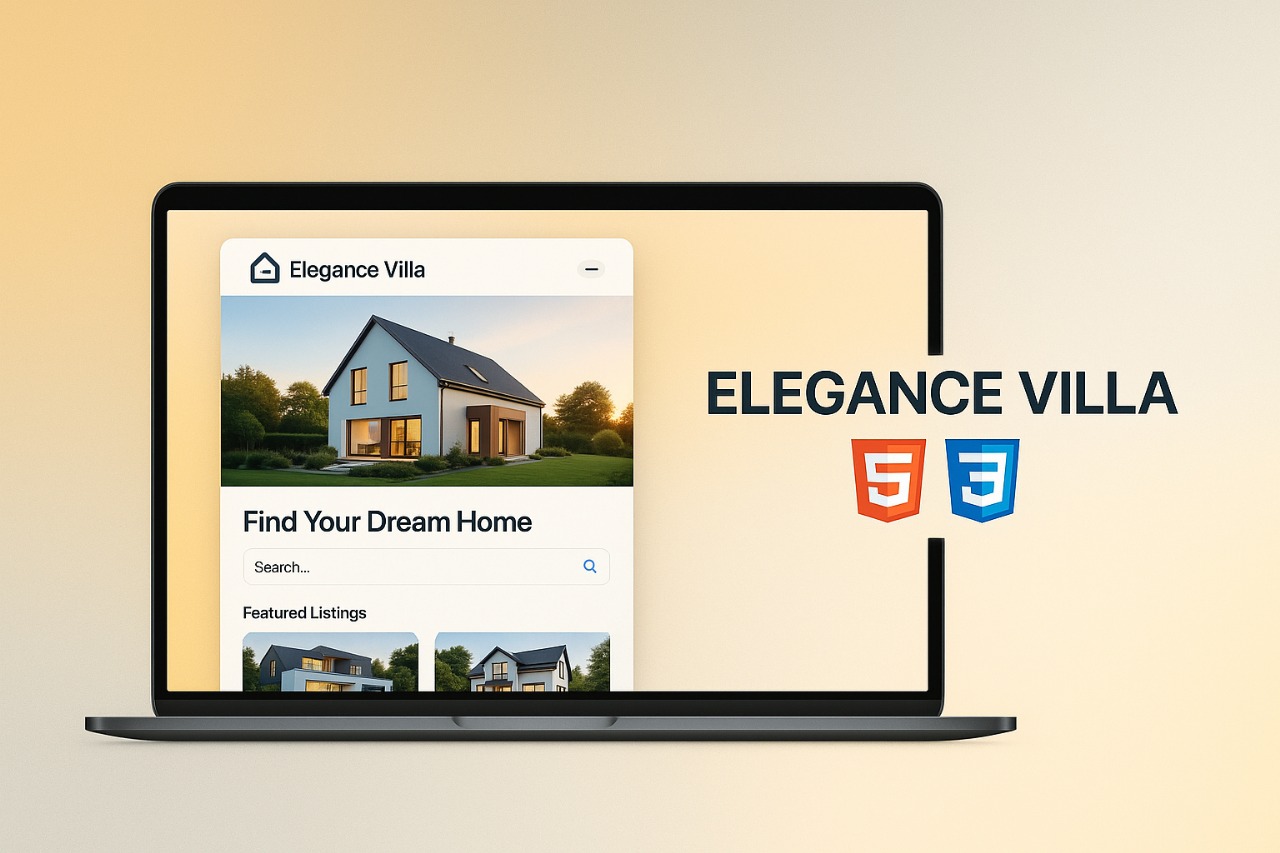 Elegance Villa
Find Your Dream Home
Search...
Featured Listings
ELEGANCE VILLA
5 3